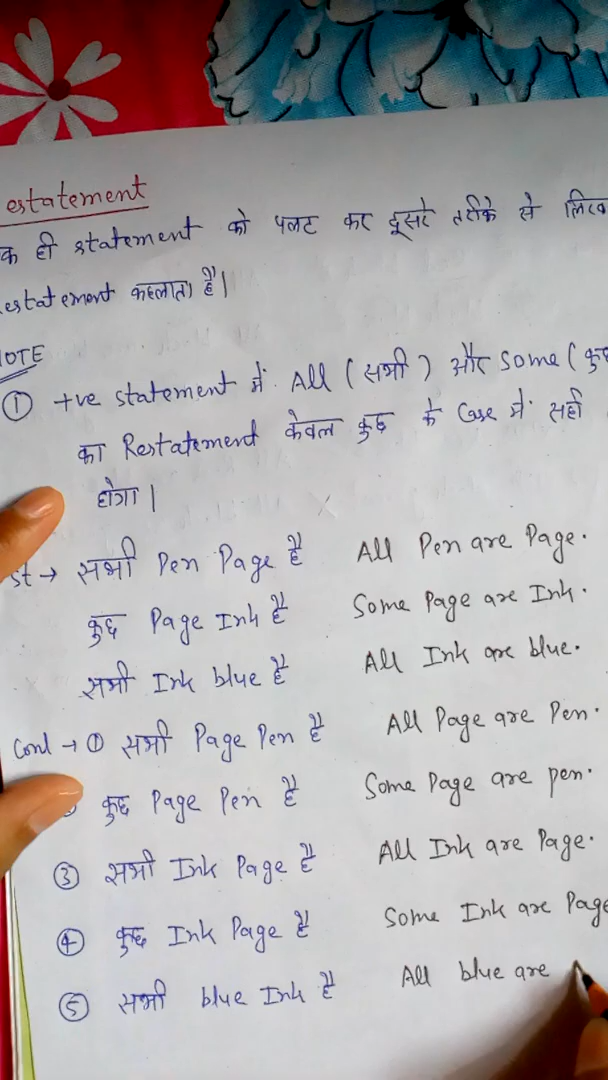 estatement
क ही statement को पलट कर दूसरे तरीके से लिख
estatement कहलाता है।
NOTE
① +ve statement में All (सभी) और Some (कुछ
का Restatement केवल कुछ के Case में सही
होगा।
st → सभी Pen Page है All Pen are Page.
कुछ Page Ink है Some Page are Ink.
सभी Ink blue है All Ink are blue.
Conl → ① सभी Page Pen है All Page are Pen.
कुछ Page Pen है Some Page are pen.
③ सभी Ink Page है All Ink are Page.
④ कुछ Ink Page है Some Ink are Page
⑤ सभी blue Ink है All blue are